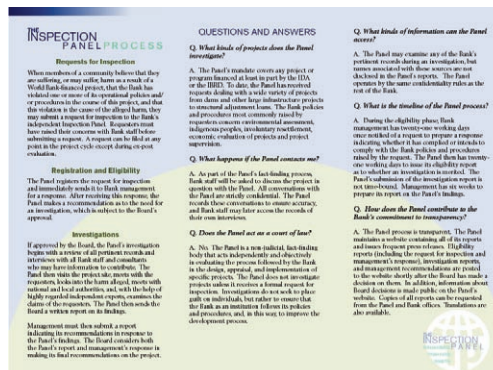 THE
INSPECTION
PANEL PROCESS
Requests for Inspection
When members of a community believe that they
are suffering, or may suffer, harm as a result of a
World Bank-financed project, that the Bank has
violated one or more of its operational policies and/
or procedures in the course of this project, and that
this violation is the cause of the alleged harm, they
may submit a request for inspection to the Bank's
independent Inspection Panel. Requesters must
have raised their concerns with Bank staff before
submitting a request. A request can be filed at any
point in the project cycle except during ex-post
evaluation.
Registration and Eligibility
The Panel registers the request for inspection
and immediately sends it to Bank management
for a response. After receiving this response, the
Panel makes a recommendation as to the need for
an investigation, which is subject to the Board's
approval.
Investigations
If approved by the Board, the Panel's investigation
begins with a review of all pertinent records and
interviews with all Bank staff and consultants
who may have information to contribute. The
Panel then visits the project site, meets with the
requesters, looks into the harm alleged, meets with
national and local authorities, and, with the help of
highly regarded independent experts, examines the
claims of the requesters. The Panel then sends the
Board a written report on its findings.
Management must then submit a report
indicating its recommendations in response to
the Panel's findings. The Board considers both
the Panel's report and management's response in
making its final recommendations on the project.
QUESTIONS AND ANSWERS
Q. What kinds of projects does the Panel
investigate?
A. The Panel's mandate covers any project or
program financed at least in part by the IDA
or the IBRD. To date, the Panel has received
requests dealing with a wide variety of projects
from dams and other large infrastructure projects
to structural adjustment loans. The Bank policies
and procedures most commonly raised by
requesters concern environmental assessment,
indigenous peoples, involuntary resettlement,
economic evaluation of projects and project
supervision.
Q. What happens if the Panel contacts me?
A. As part of the Panel's fact-finding process,
Bank staff will be asked to discuss the project in
question with the Panel. All conversations with
the Panel are strictly confidential. The Panel
records these conversations to ensure accuracy,
and Bank staff may later access the records of
their own interviews.
Q. Does the Panel act as a court of law?
A. No. The Panel is a non-judicial, fact-finding
body that acts independently and objectively
in evaluating the process followed by the Bank
in the design, appraisal, and implementation of
specific projects. The Panel does not investigate
projects unless it receives a formal request for
inspection. Investigations do not seek to place
guilt on individuals, but rather to ensure that
the Bank as an institution follows its policies
and procedures, and, in this way, to improve the
development process.
Q. What kinds of information can the Panel
access?
A. The Panel may examine any of the Bank's
pertinent records during an investigation, but
names associated with these sources are not
disclosed in the Panel's reports. The Panel
operates by the same confidentiality rules as the
rest of the Bank.
Q. What is the timeline of the Panel process?
A. During the eligibility phase, Bank
management has twenty-one working days
once notified of a request to prepare a response
indicating whether it has complied or intends to
comply with the Bank policies and procedures
raised by the request. The Panel then has twenty-
one working days to issue its eligibility report
as to whether an investigation is merited. The
Panel's submission of the investigation report is
not time-bound. Management has six weeks to
prepare its report on the Panel's findings.
Q. How does the Panel contribute to the
Bank's commitment to transparency?
A. The Panel process is transparent. The Panel
maintains a website containing all of its reports
and issues frequent press releases. Eligibility
reports (including the request for inspection and
management's response), investigation reports,
and management recommendations are posted
to the website shortly after the Board has made a
decision on them. In addition, information about
Board decisions is made public on the Panel's
website. Copies of all reports can be requested
from the Panel and Bank offices. Translations are
also available.
THE
INSPECTION
PANEL